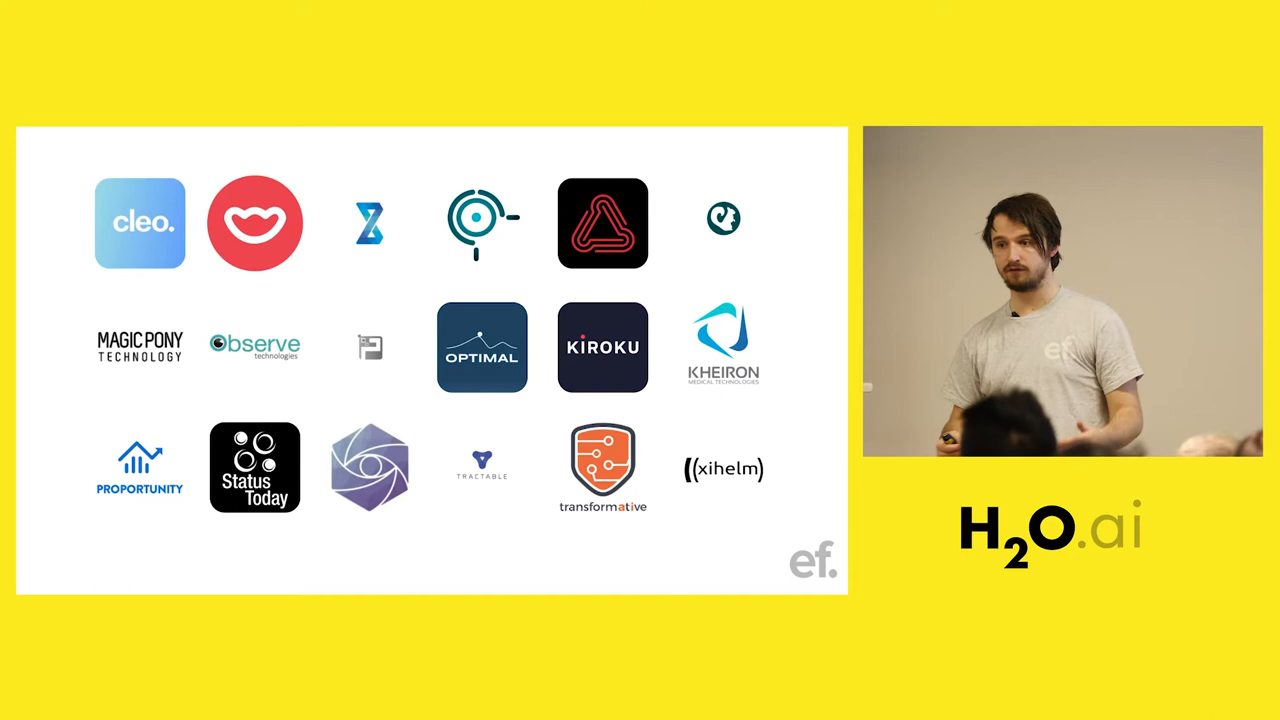 cleo.
MAGIC PONY
TECHNOLOGY
Observe
technologies
OPTIMAL
KiROKU
KHEIRON
MEDICAL TECHNOLOGIES
PROPORTUNITY
Status
Today
TRACTABLE
transformative
((xihelm)
ef.
ef.
H2O.ai